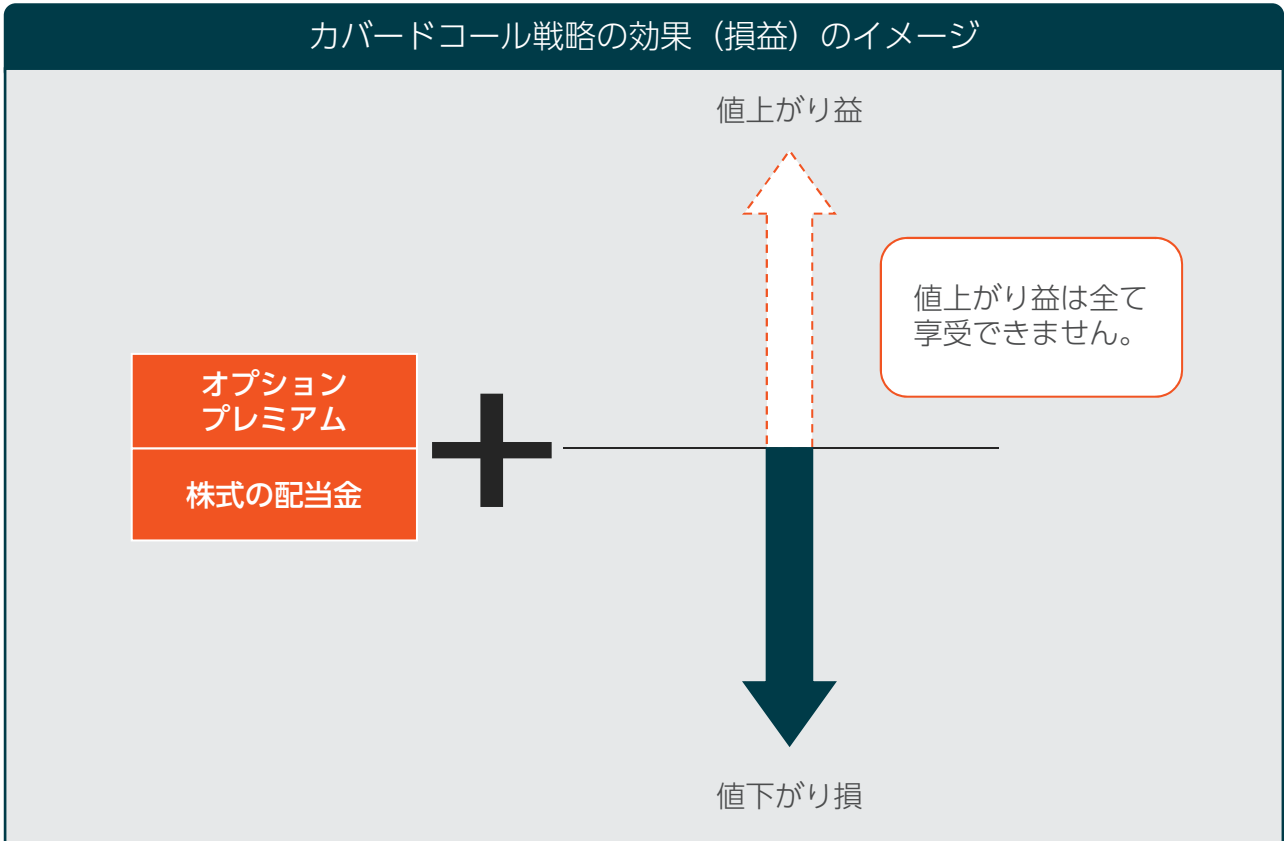 カバードコール戦略の効果（損益）のイメージ
値上がり益
値上がり益は全て
享受できません。
オプション
プレミアム
株式の配当金
値下がり損